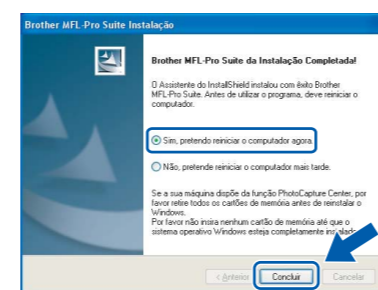 Brother MFL-Pro Suite Instalação
Brother MFL-Pro Suite da Instalação Completada!
O Assistente do InstallShield instalou com êxito Brother
MFL-Pro Suite. Antes de utilizar o programa, deve reiniciar o
computador.
Sim, pretendo reiniciar o computador agora.
Não, pretende reiniciar o computador mais tarde.
Se a sua máquina dispõe da função PhotoCapture Center, por
favor retire todos os cartões de memória antes de reinstalar o
Windows.
Por favor não insira nenhum cartão de memória até que o
sistema operativo Windows esteja completamente instalado.
< Anterior Concluir Cancelar